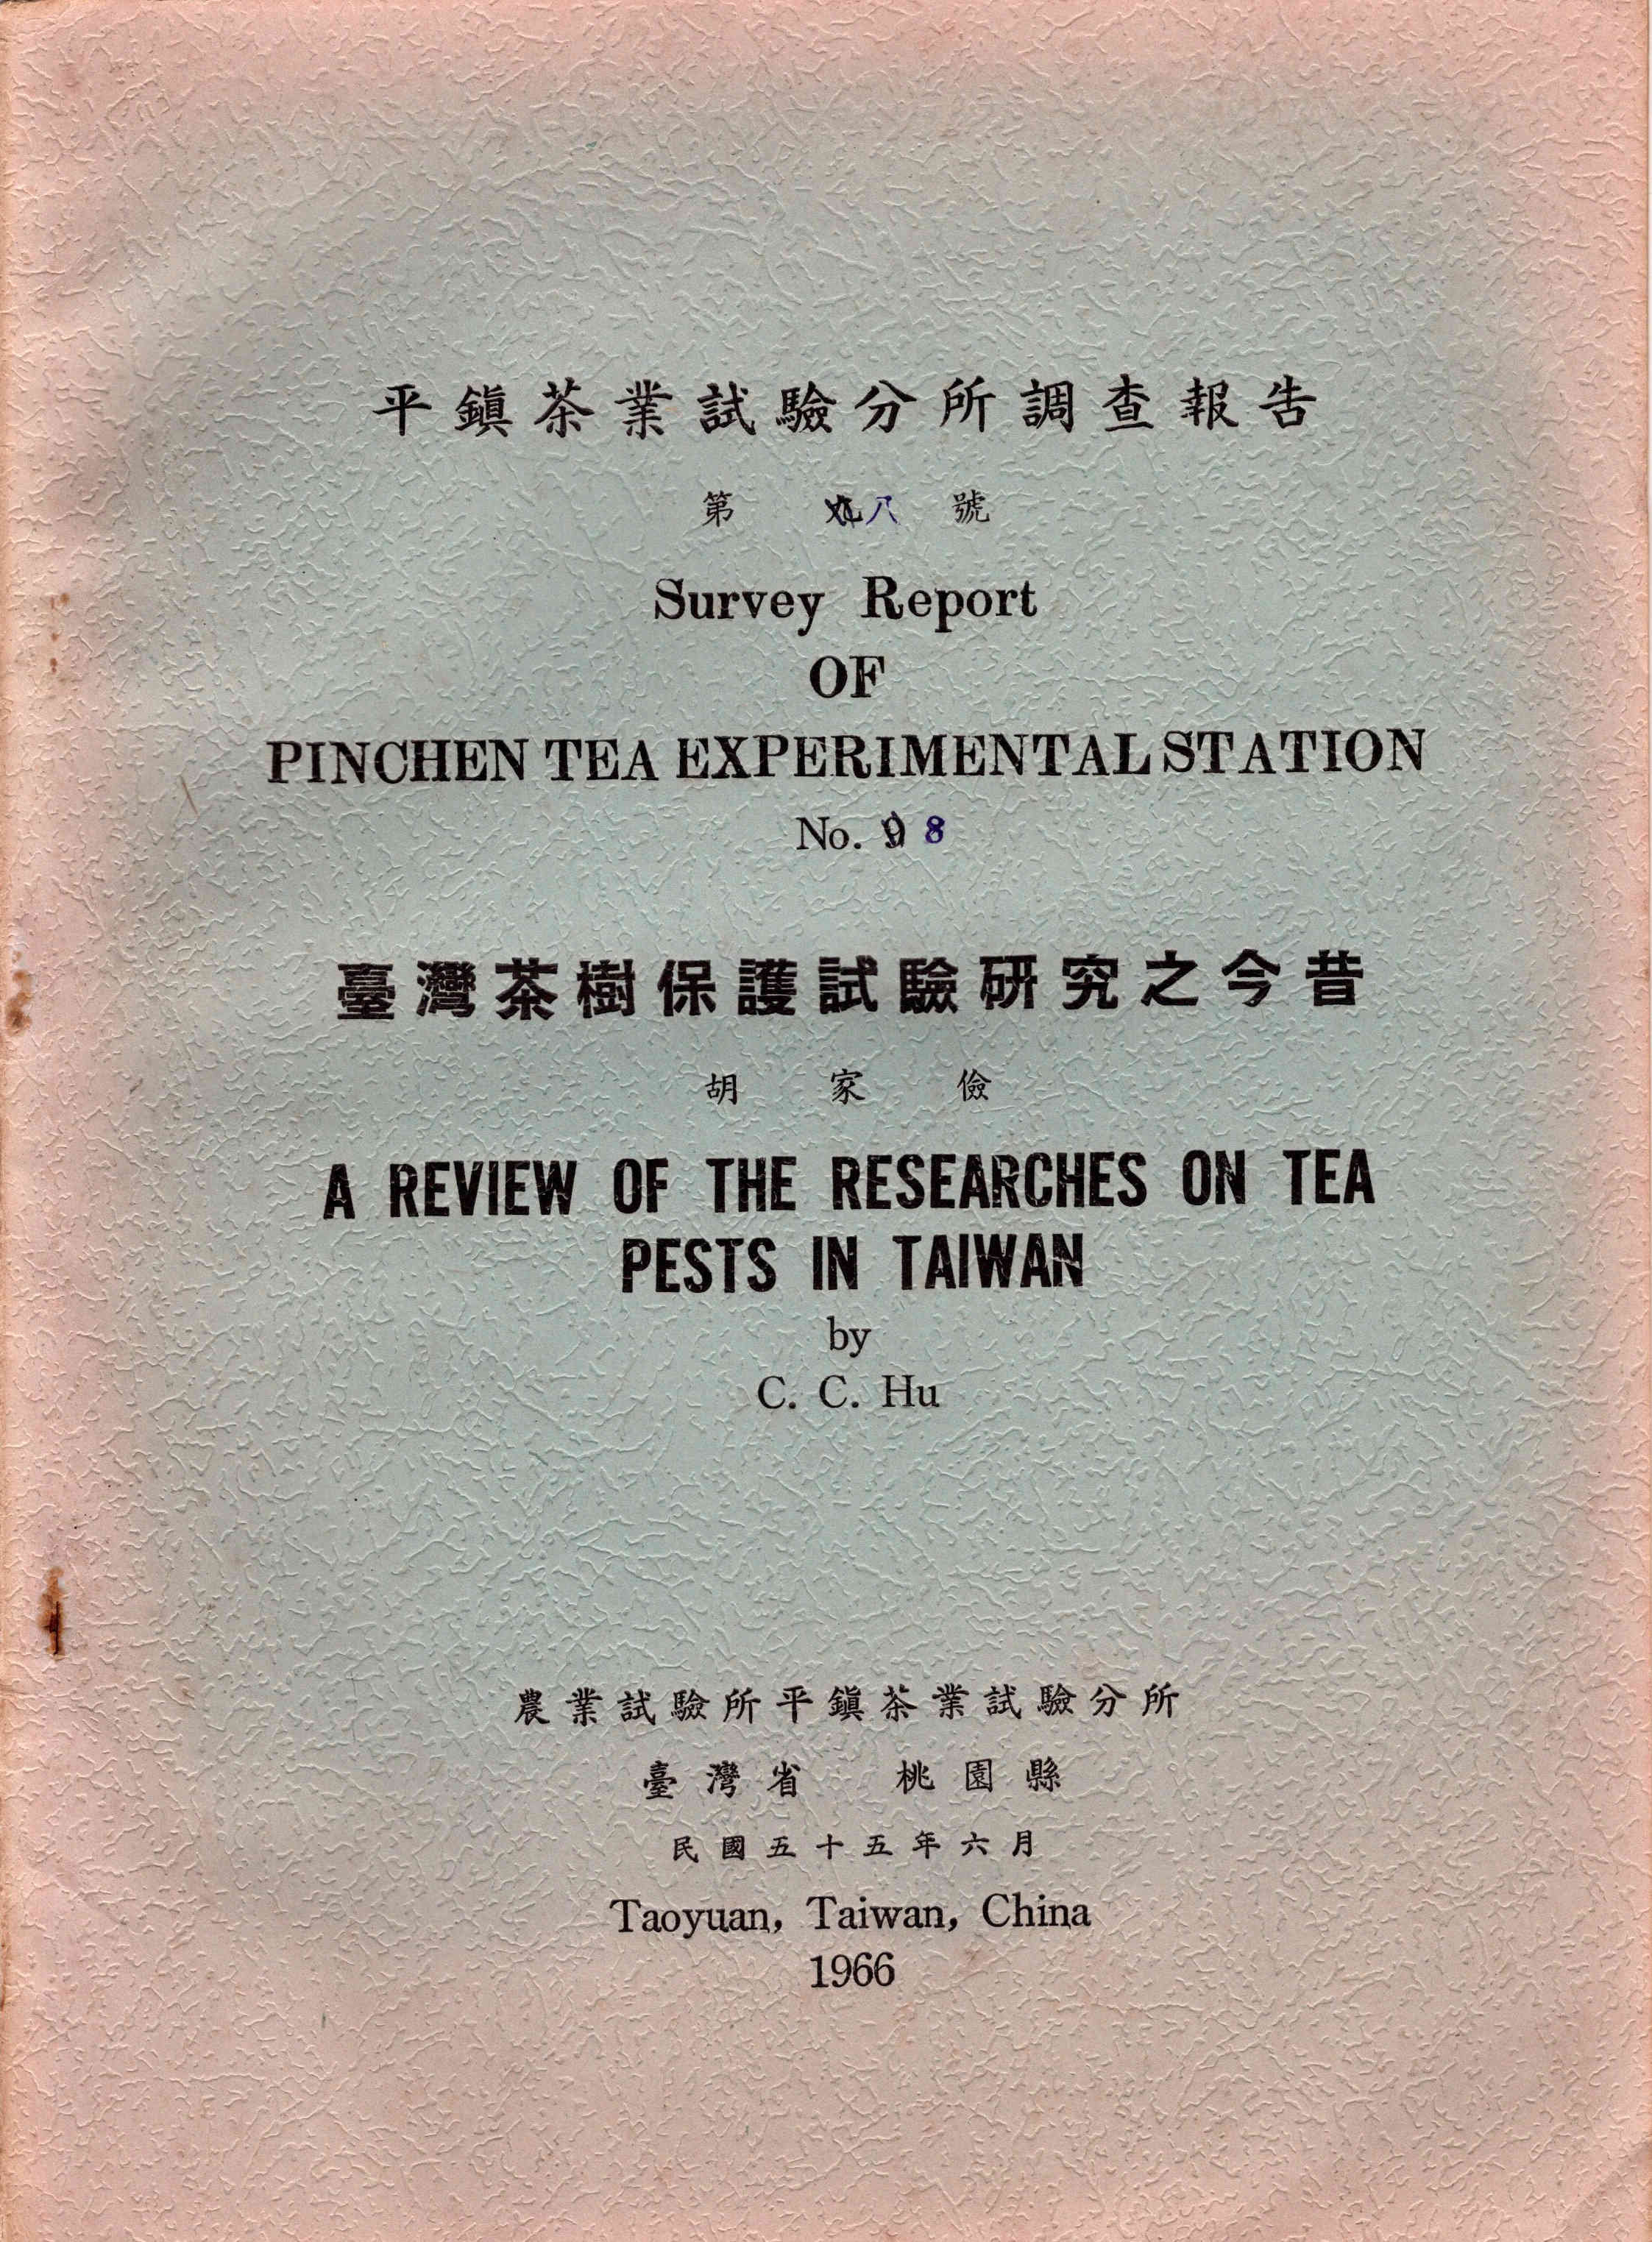 平鎭茶業試驗分所調查報告
第 八 號
Survey Report
OF
PINCHEN TEA EXPERIMENTAL STATION
No. 8
臺灣茶樹保護試驗研究之今昔
胡家儉
A REVIEW OF THE RESEARCHES ON TEA
PESTS IN TAIWAN
by
C. C. Hu
農業試驗所平鎭茶業試驗分所
臺灣省 桃園縣
民國五十五年六月
Taoyuan, Taiwan, China
1966